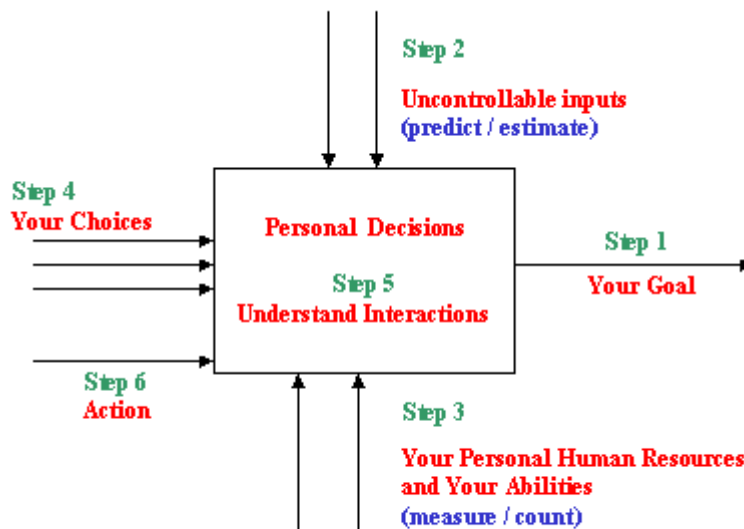 Step 2
Uncontrollable inputs
(predict / estimate)
Step 4
Your Choices
Personal Decisions
Step 1
Step 5
Your Goal
Understand Interactions
Step 6
Action
Step 3
Your Personal Human Resources
and Your Abilities
(measure / count)